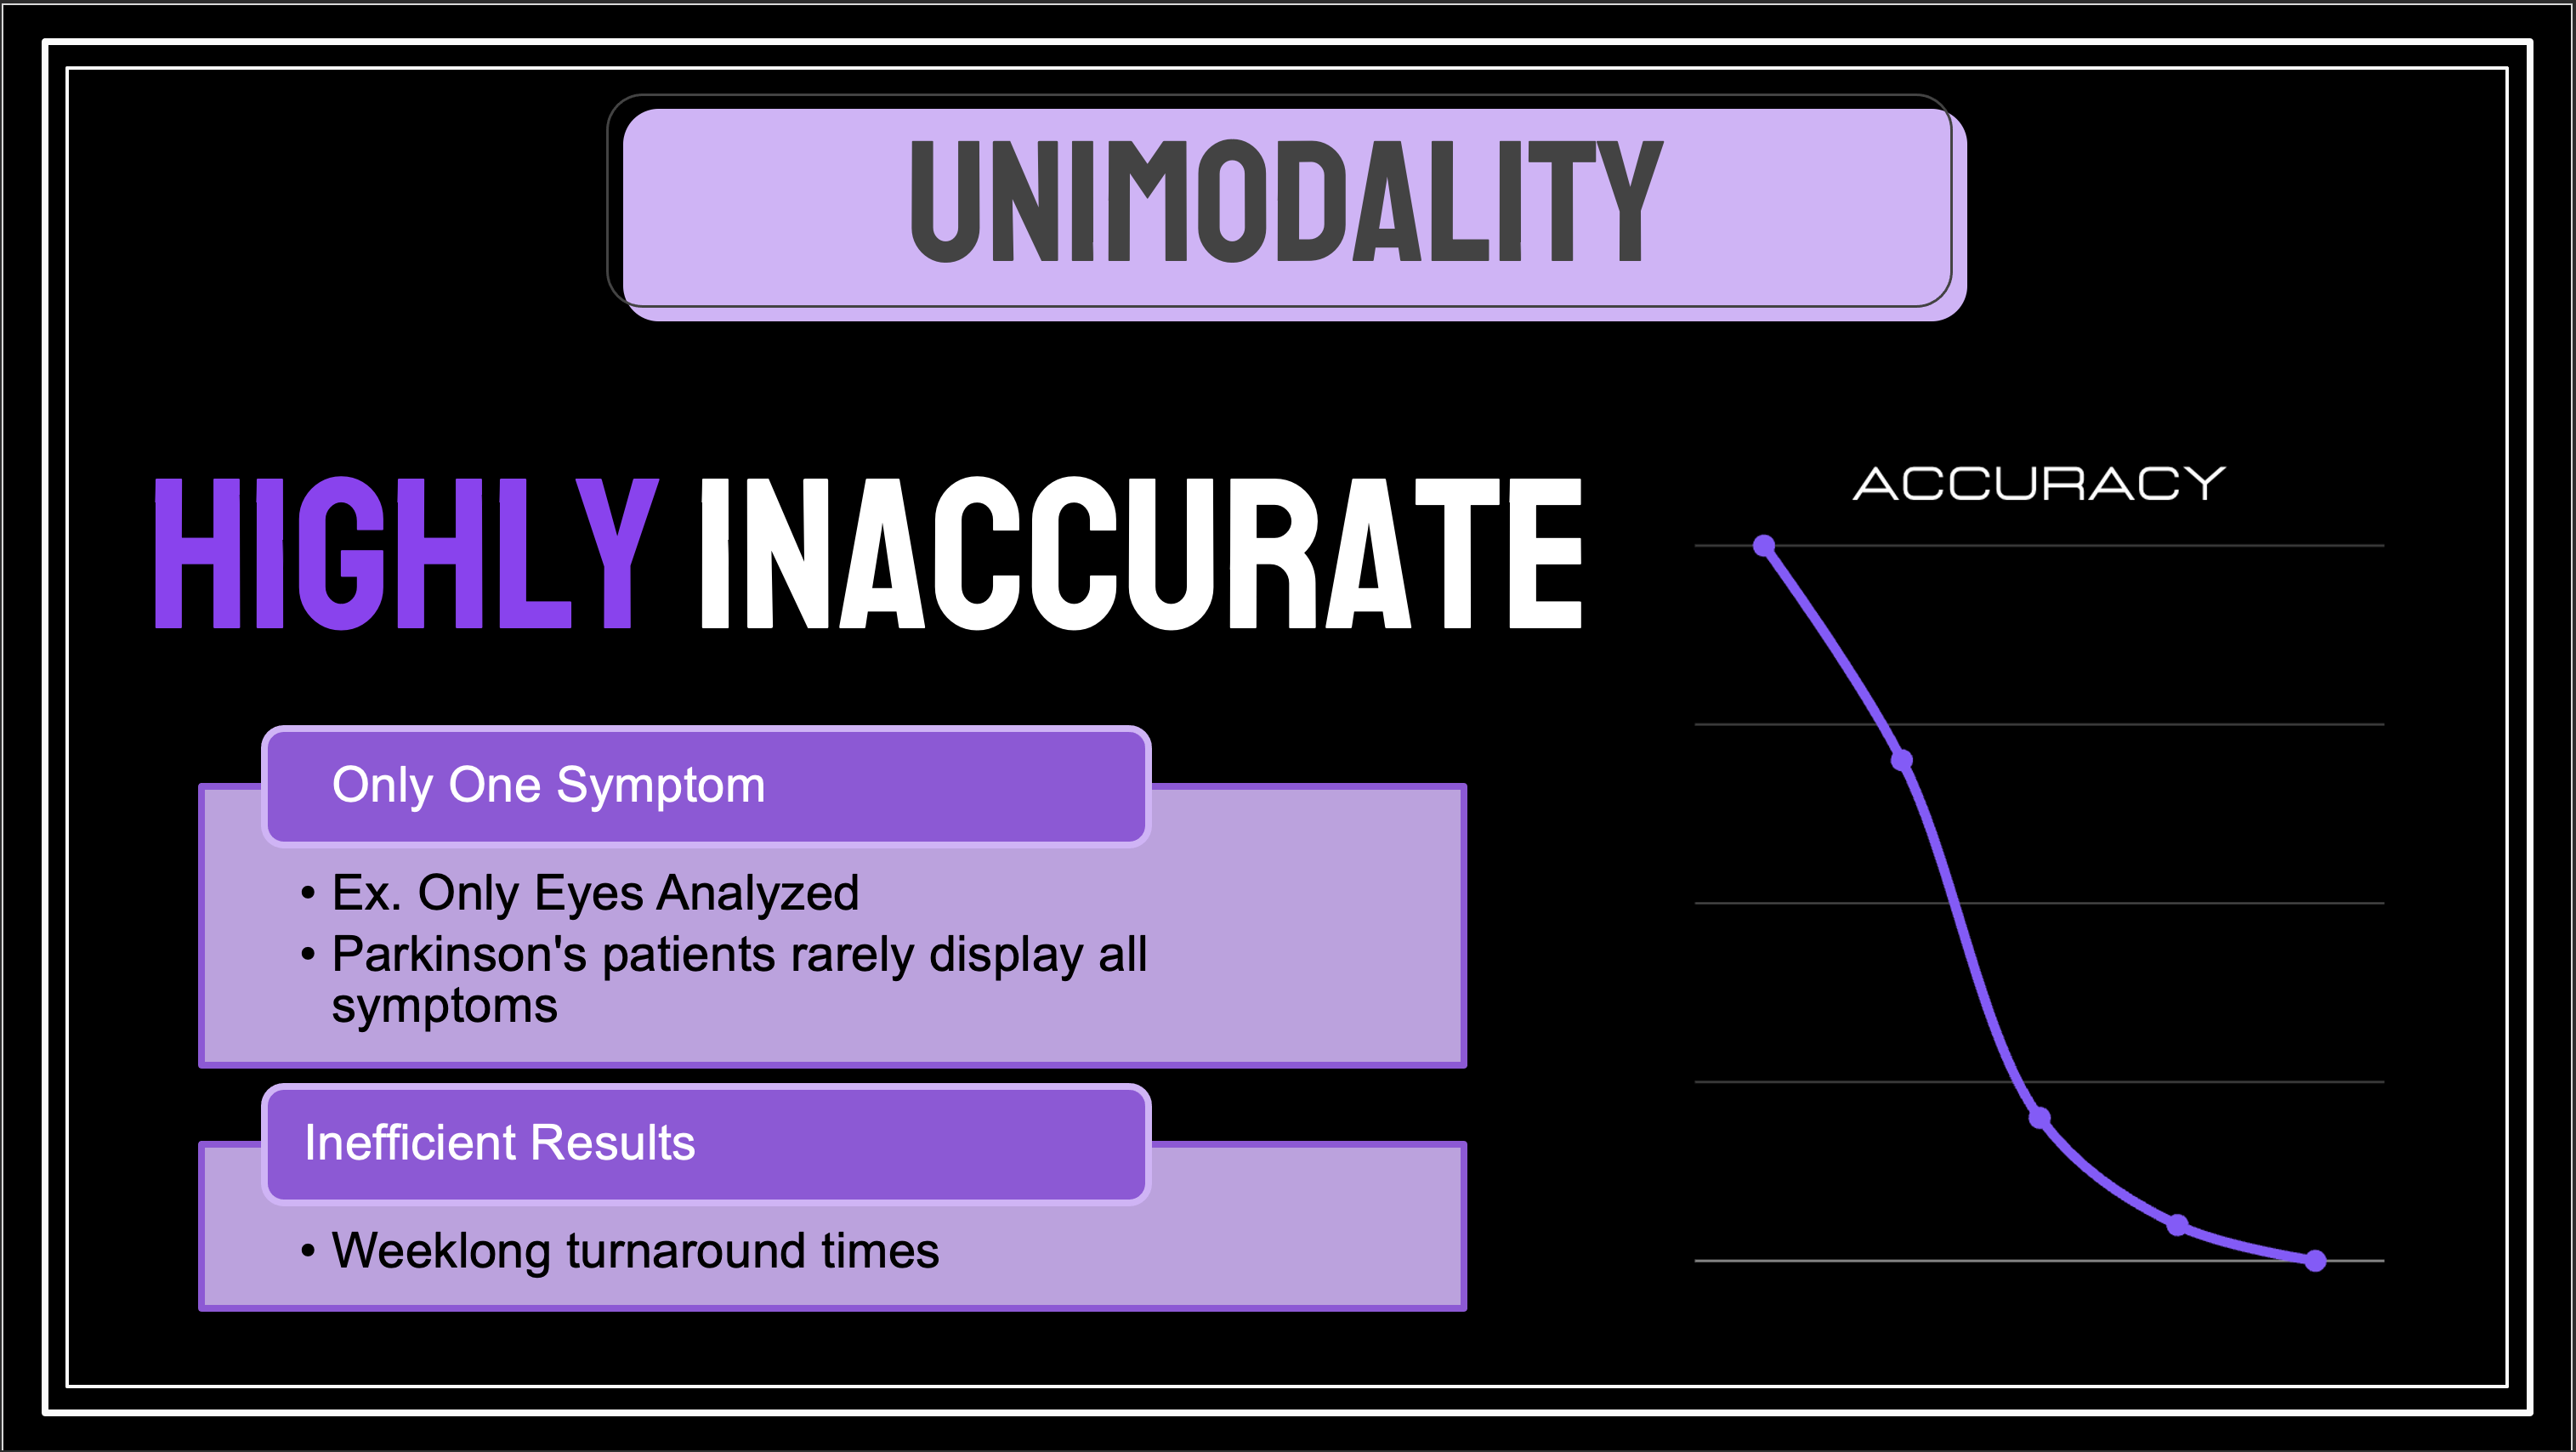 UNIMODALITY
HIGHLY INACCURATE
Only One Symptom
• Ex. Only Eyes Analyzed
• Parkinson's patients rarely display all
symptoms
Inefficient Results
• Weeklong turnaround times
ACCURACY